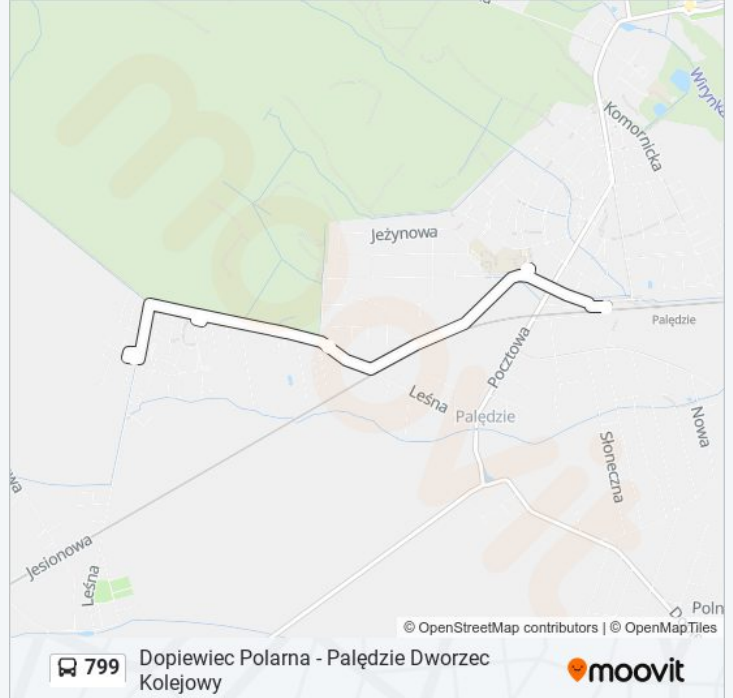 Wirynka
Komornicka
Jeżynowa
Palędzie
Pocztowa
Leśna
Palędzie
Nowa
Słoneczna
Jesionowa
Leśna
Poln
© OpenStreetMap contributors | © OpenMapTiles
799
Dopiewiec Polarna - Palędzie Dworzec
Kolejowy
moovit
moovit